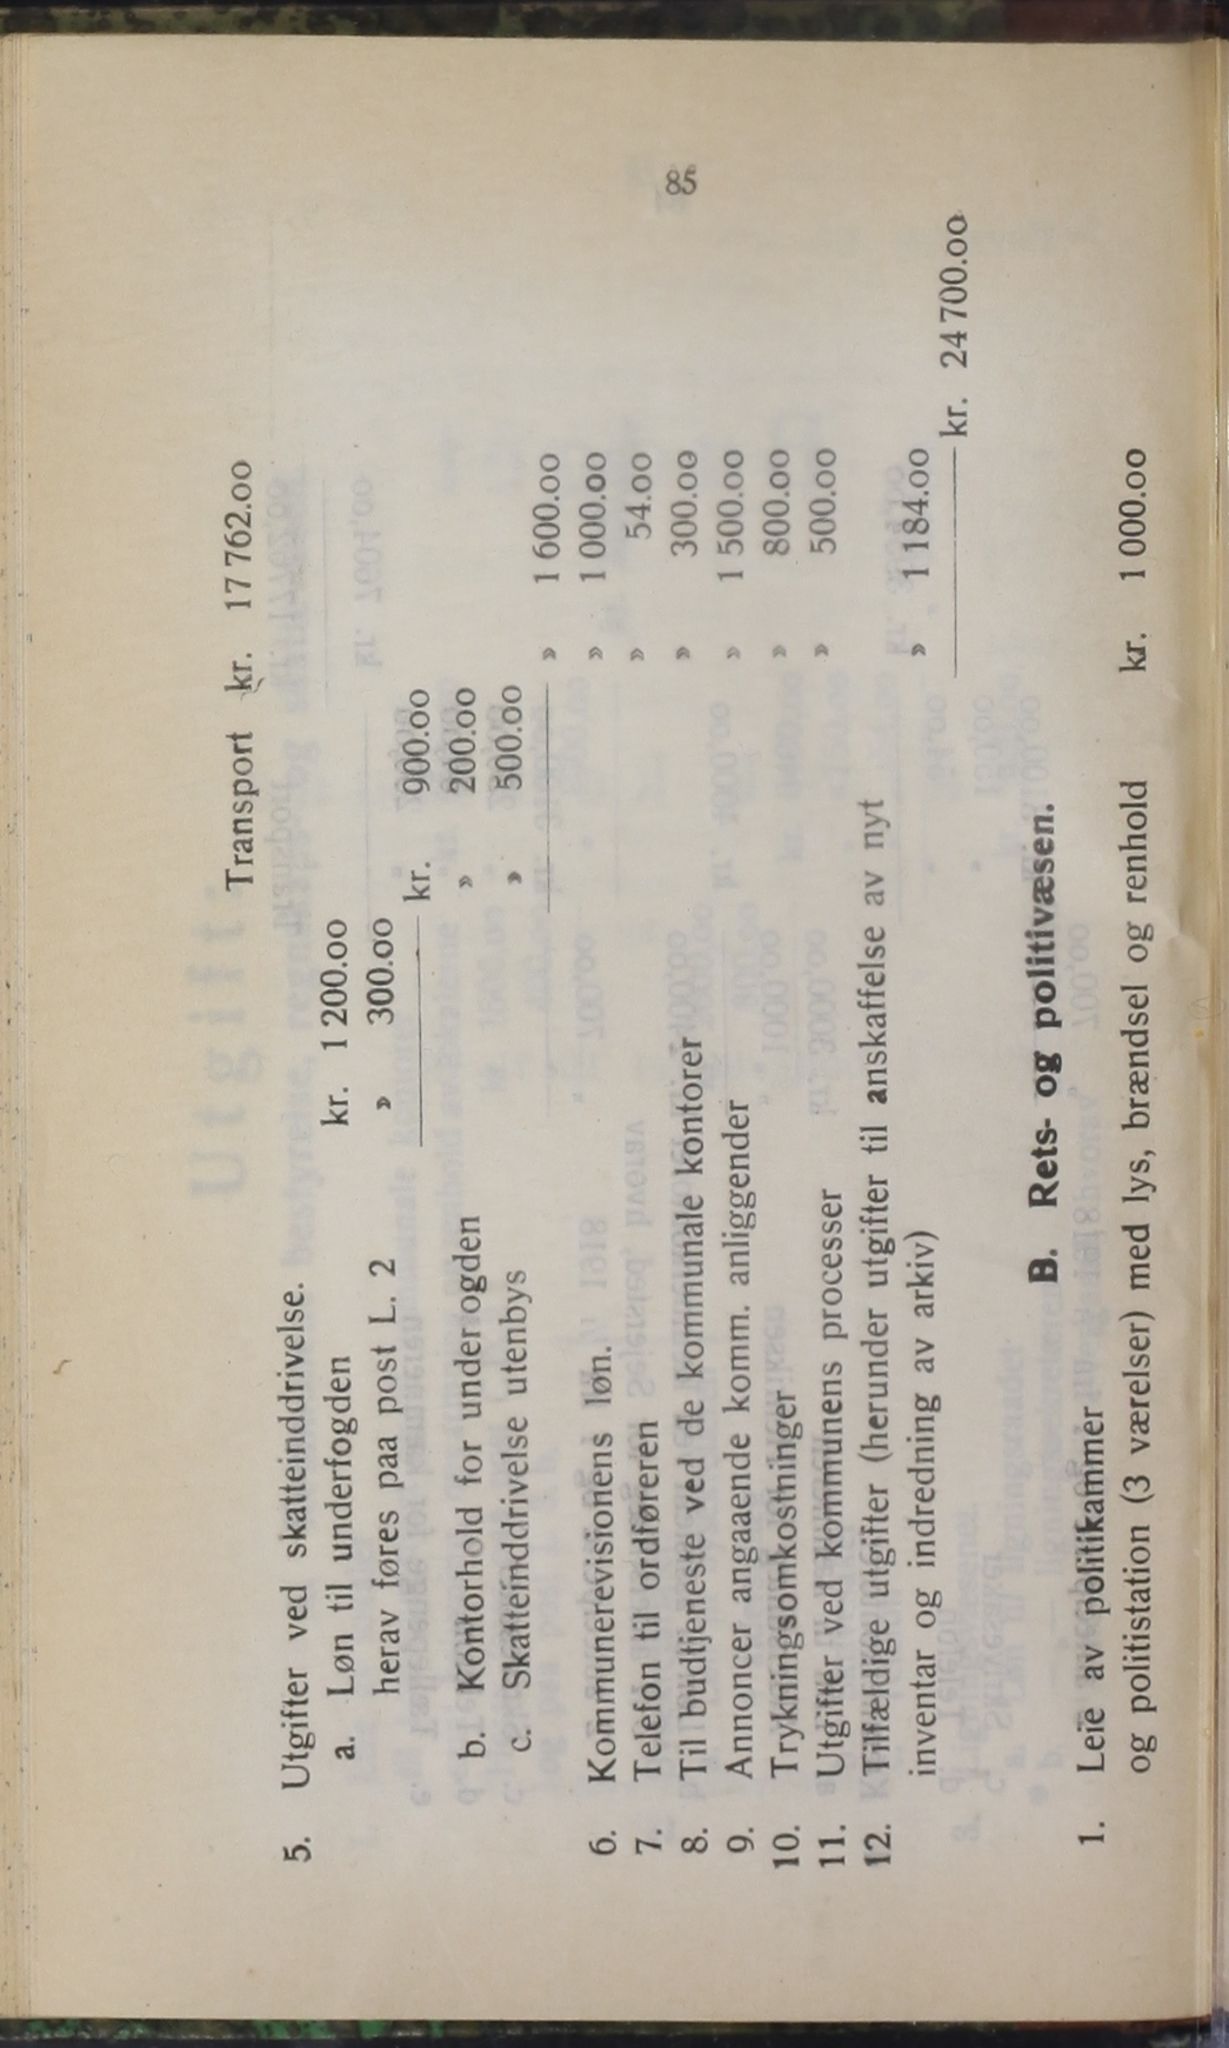 Transport kr. 17 762.00
5. Utgifter ved skatteinddrivelse.
a. Løn til underfogden kr. 1 200.00
herav føres paa post L. 2 » 300.00
kr. 900.00
b. Kontorhold for underfogden » 200.00
c. Skatteinddrivelse utenbys » 500.00
» 1 600.00
6. Kommunerevisionens løn. » 1 000.00
7. Telefon til ordføreren » 54.00
8. Til budtjeneste ved de kommunale kontorer » 300.00
9. Annoncer angaaende komm. anliggender » 1 500.00
10. Trykningsomkostninger » 800.00
11. Utgifter ved kommunens processer » 500.00
12. Tilfældige utgifter (herunder utgifter til anskaffelse av nyt
inventar og indredning av arkiv) » 1 184.00
kr. 24 700.00
B. Rets- og politivæsen.
1. Leie av politikammer
og politistation (3 værelser) med lys, brændsel og renhold kr. 1 000.00
85